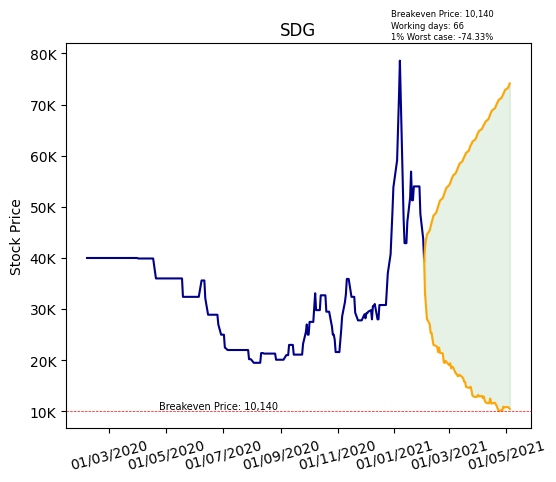 Breakeven Price: 10,140
Working days: 66
1% Worst case: -74.33%
SDG
80K
70K
60K
50K
40K
30K
20K
10K
Stock Price
Breakeven Price: 10,140
01/03/2020
01/05/2020
01/07/2020
01/09/2020
01/11/2020
01/01/2021
01/03/2021
01/05/2021